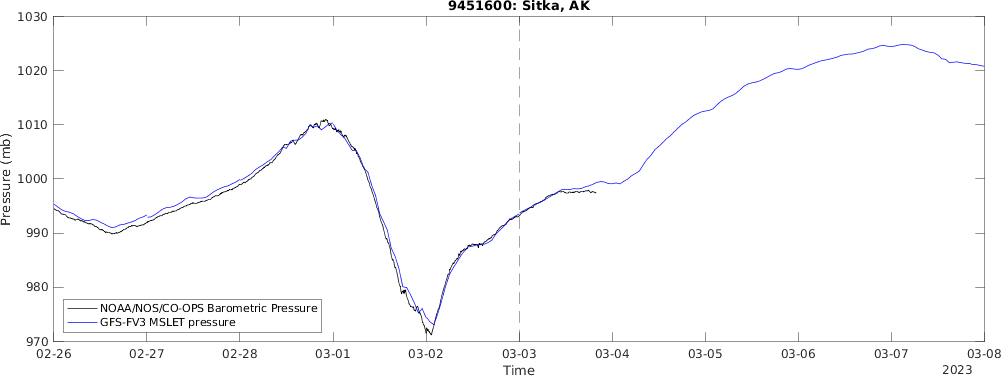 9451600: Sitka, AK
Pressure (mb)
1030
1020
1010
1000
990
980
970
NOAA/NOS/CO-OPS Barometric Pressure
GFS-FV3 MSLET pressure
02-26 02-27 02-28 03-01 03-02 03-03 03-04 03-05 03-06 03-07 03-08
Time
2023